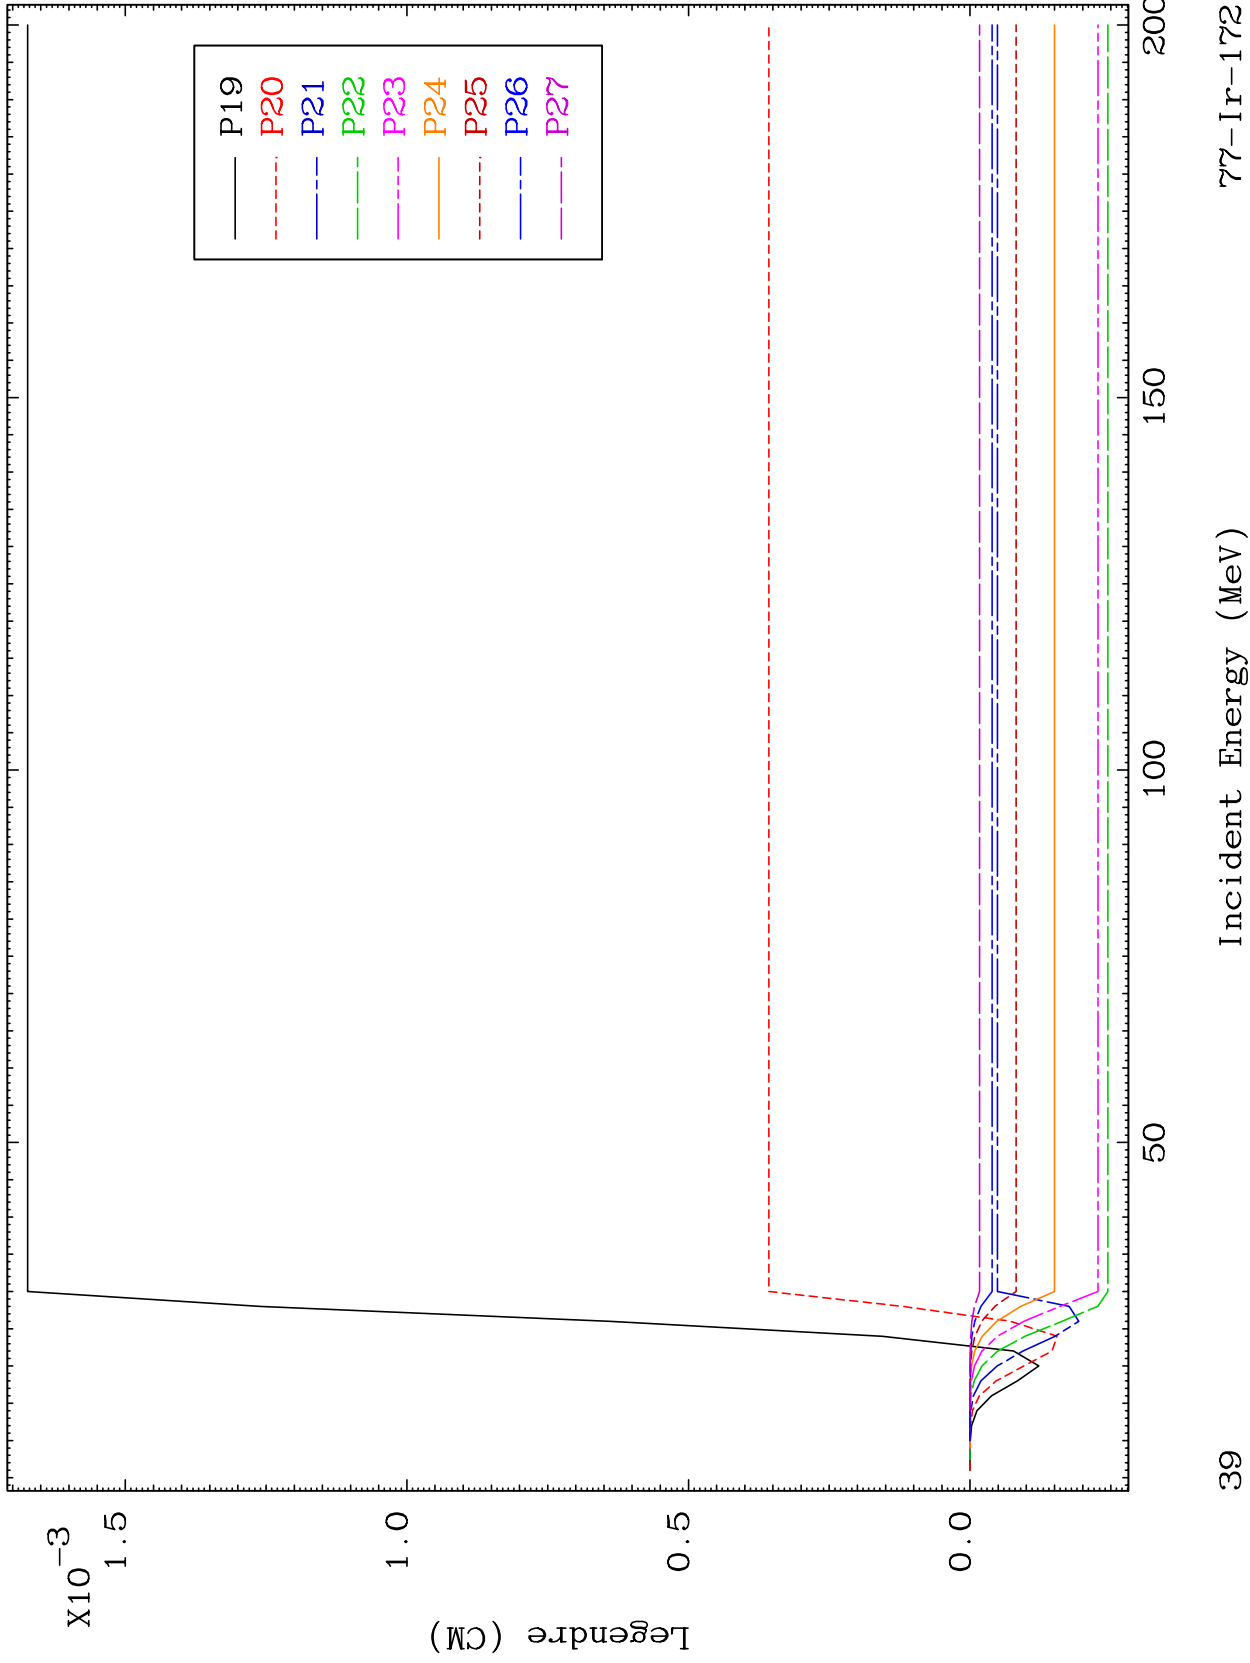 X10-3
1.5
1.0
0.5
0.0
Legendre (CM)
P19
P20
P21
P22
P23
P24
P25
P26
P27
50
100
150
200
39
Incident Energy (MeV)
77-Ir-172